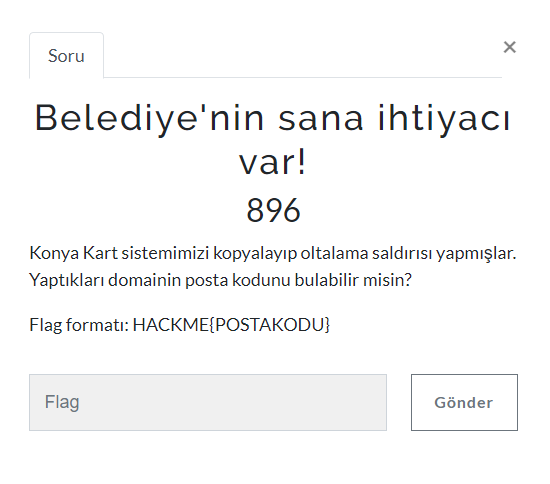 Soru
×
Belediye'nin sana ihtiyacı
var!
896
Konya Kart sistemimizi kopyalayıp oltalama saldırısı yapmışlar.
Yaptıkları domainin posta kodunu bulabilir misin?
Flag formatı: HACKME{POSTAKODU}
Flag
Gönder